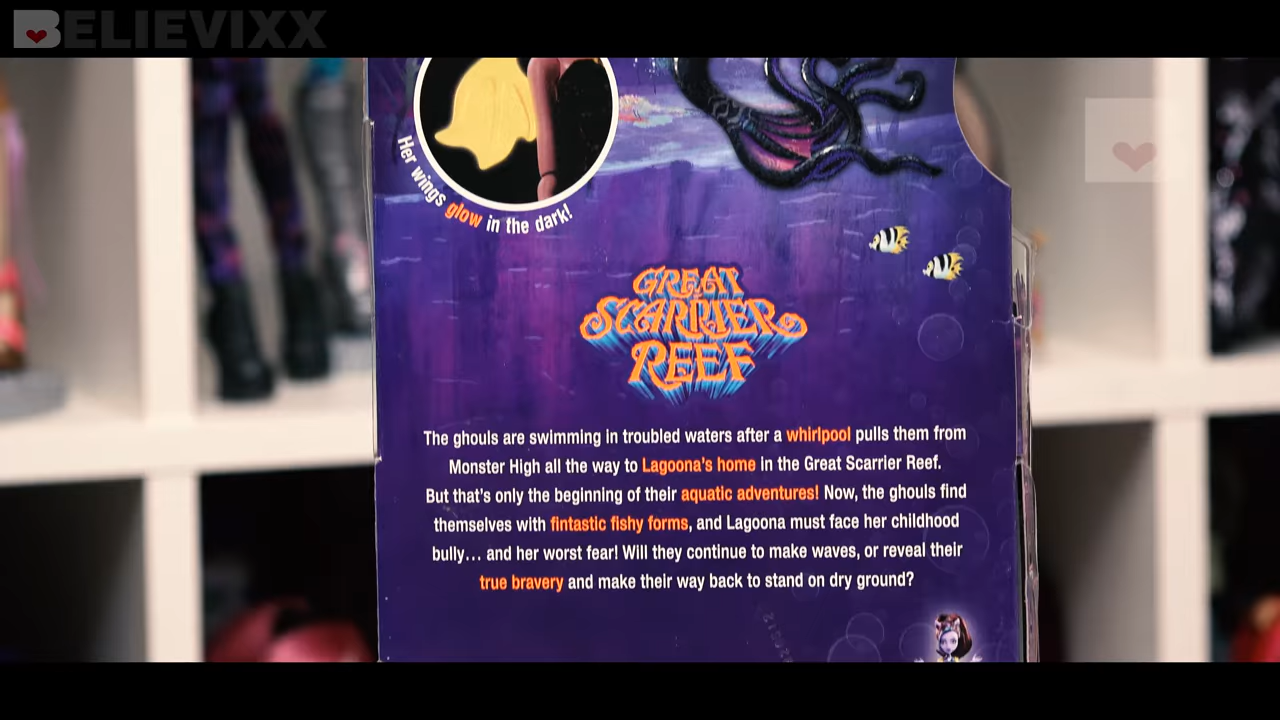 BELIEVIXX
Her wings glow in the dark!
GREAT
SCARRIER
REEF
The ghouls are swimming in troubled waters after a whirlpool pulls them from
Monster High all the way to Lagoona's home in the Great Scarrier Reef.
But that's only the beginning of their aquatic adventures! Now, the ghouls find
themselves with fintastic fishy forms, and Lagoona must face her childhood
bully... and her worst fear! Will they continue to make waves, or reveal their
true bravery and make their way back to stand on dry ground?